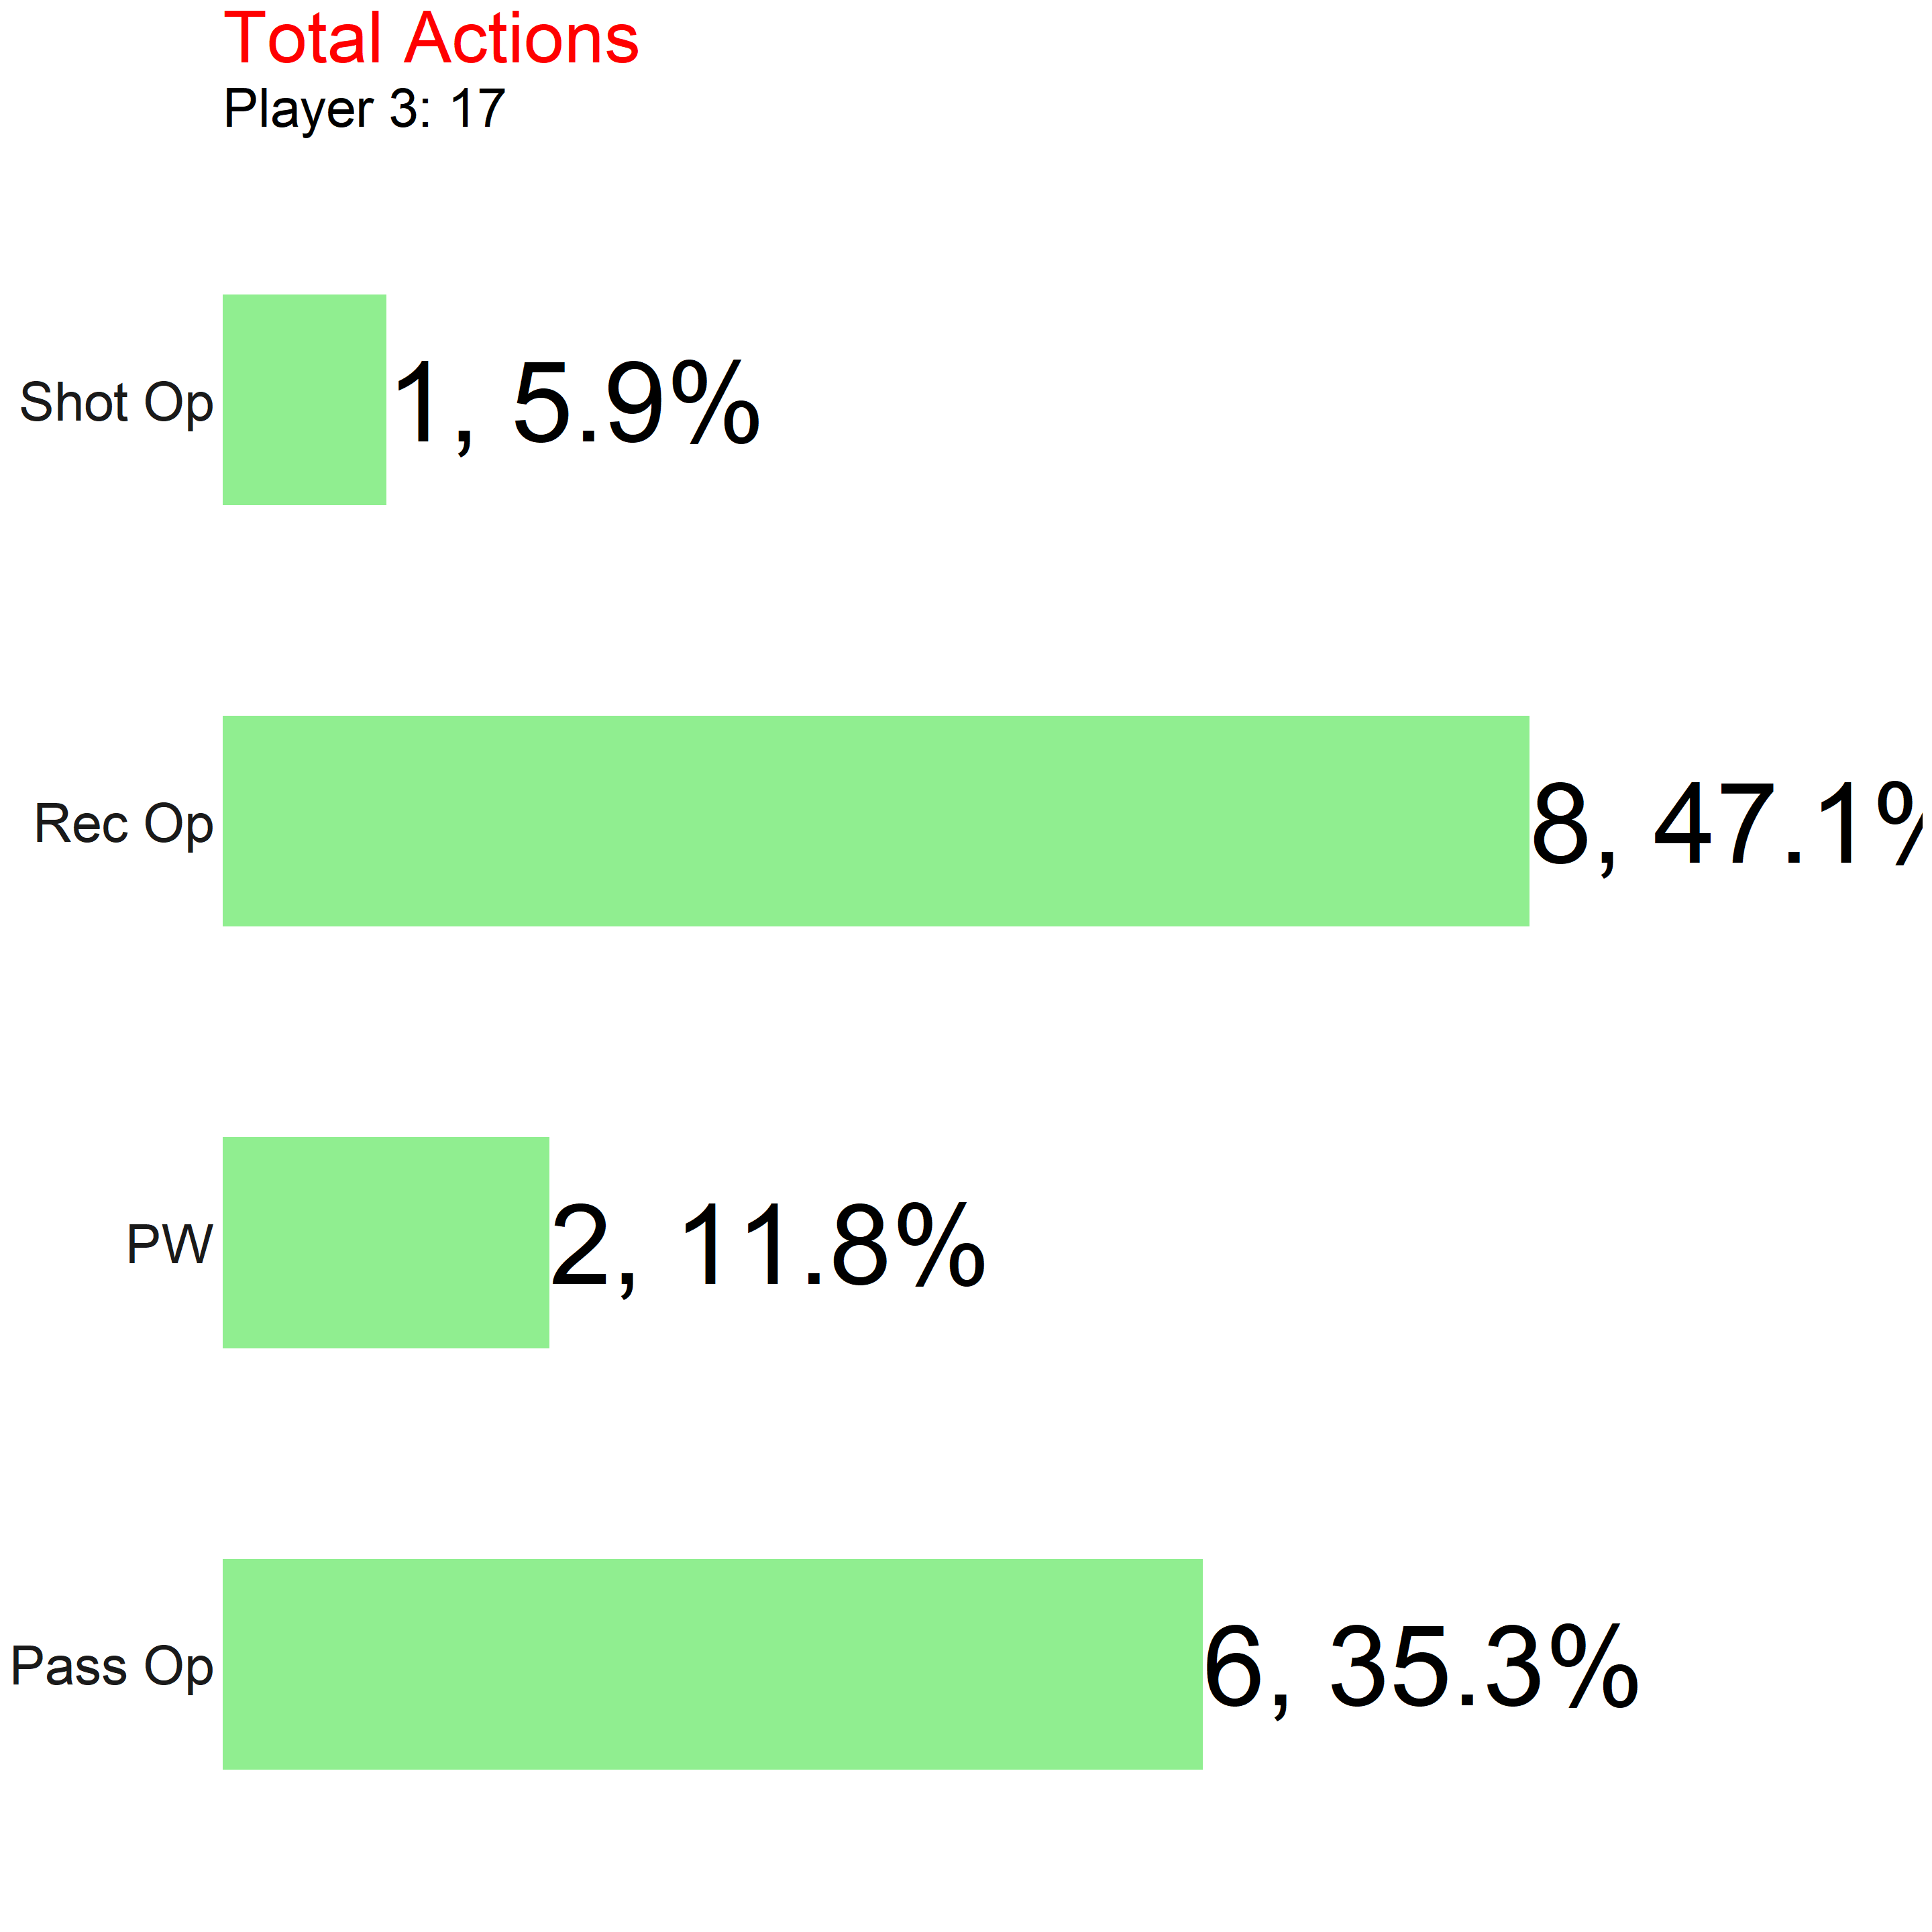 Total Actions
Player 3: 17
Shot Op 1, 5.9%
Rec Op 8, 47.1%
PW 2, 11.8%
Pass Op 6, 35.3%